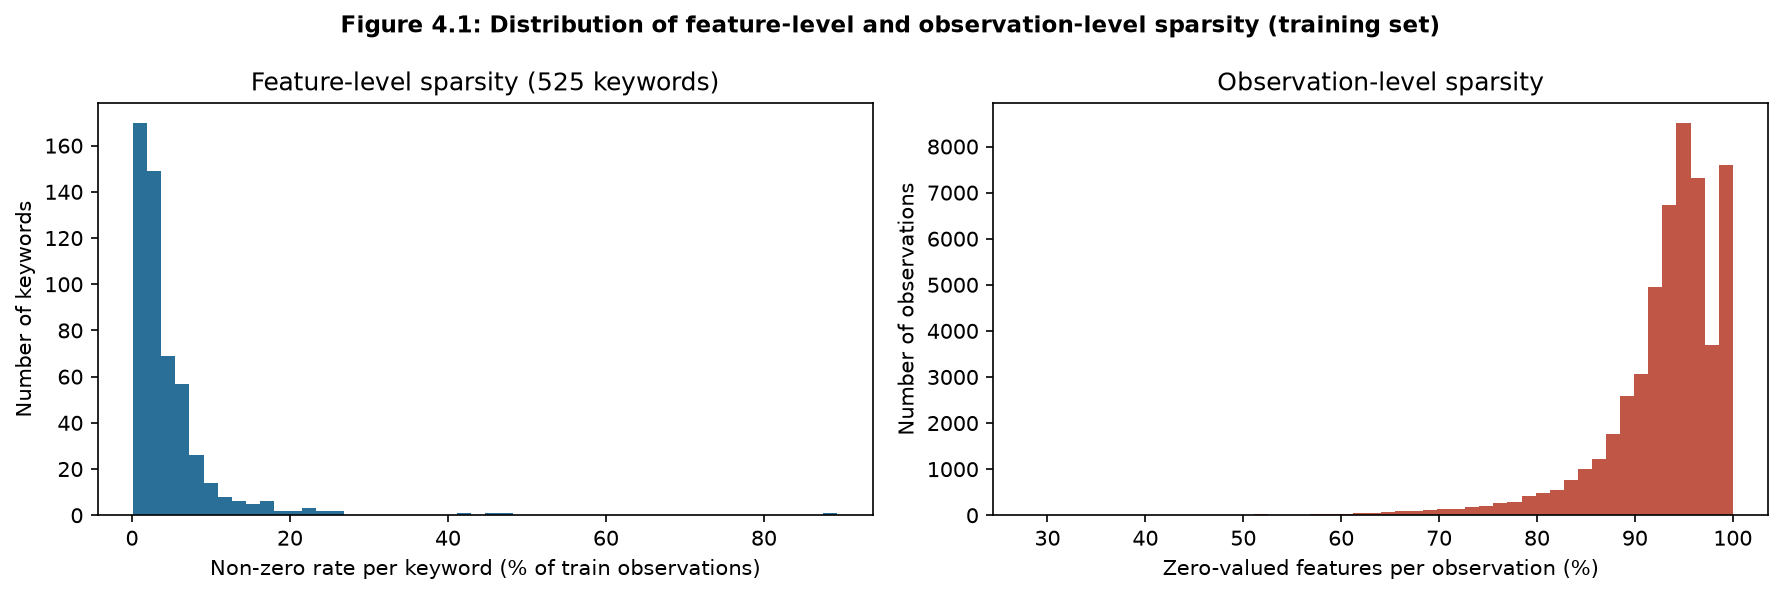 Figure 4.1: Distribution of feature-level and observation-level sparsity (training set)
Feature-level sparsity (525 keywords)
Number of keywords
160
140
120
100
80
60
40
20
0
0 20 40 60 80
Non-zero rate per keyword (% of train observations)
Observation-level sparsity
Number of observations
8000
7000
6000
5000
4000
3000
2000
1000
0
30 40 50 60 70 80 90 100
Zero-valued features per observation (%)